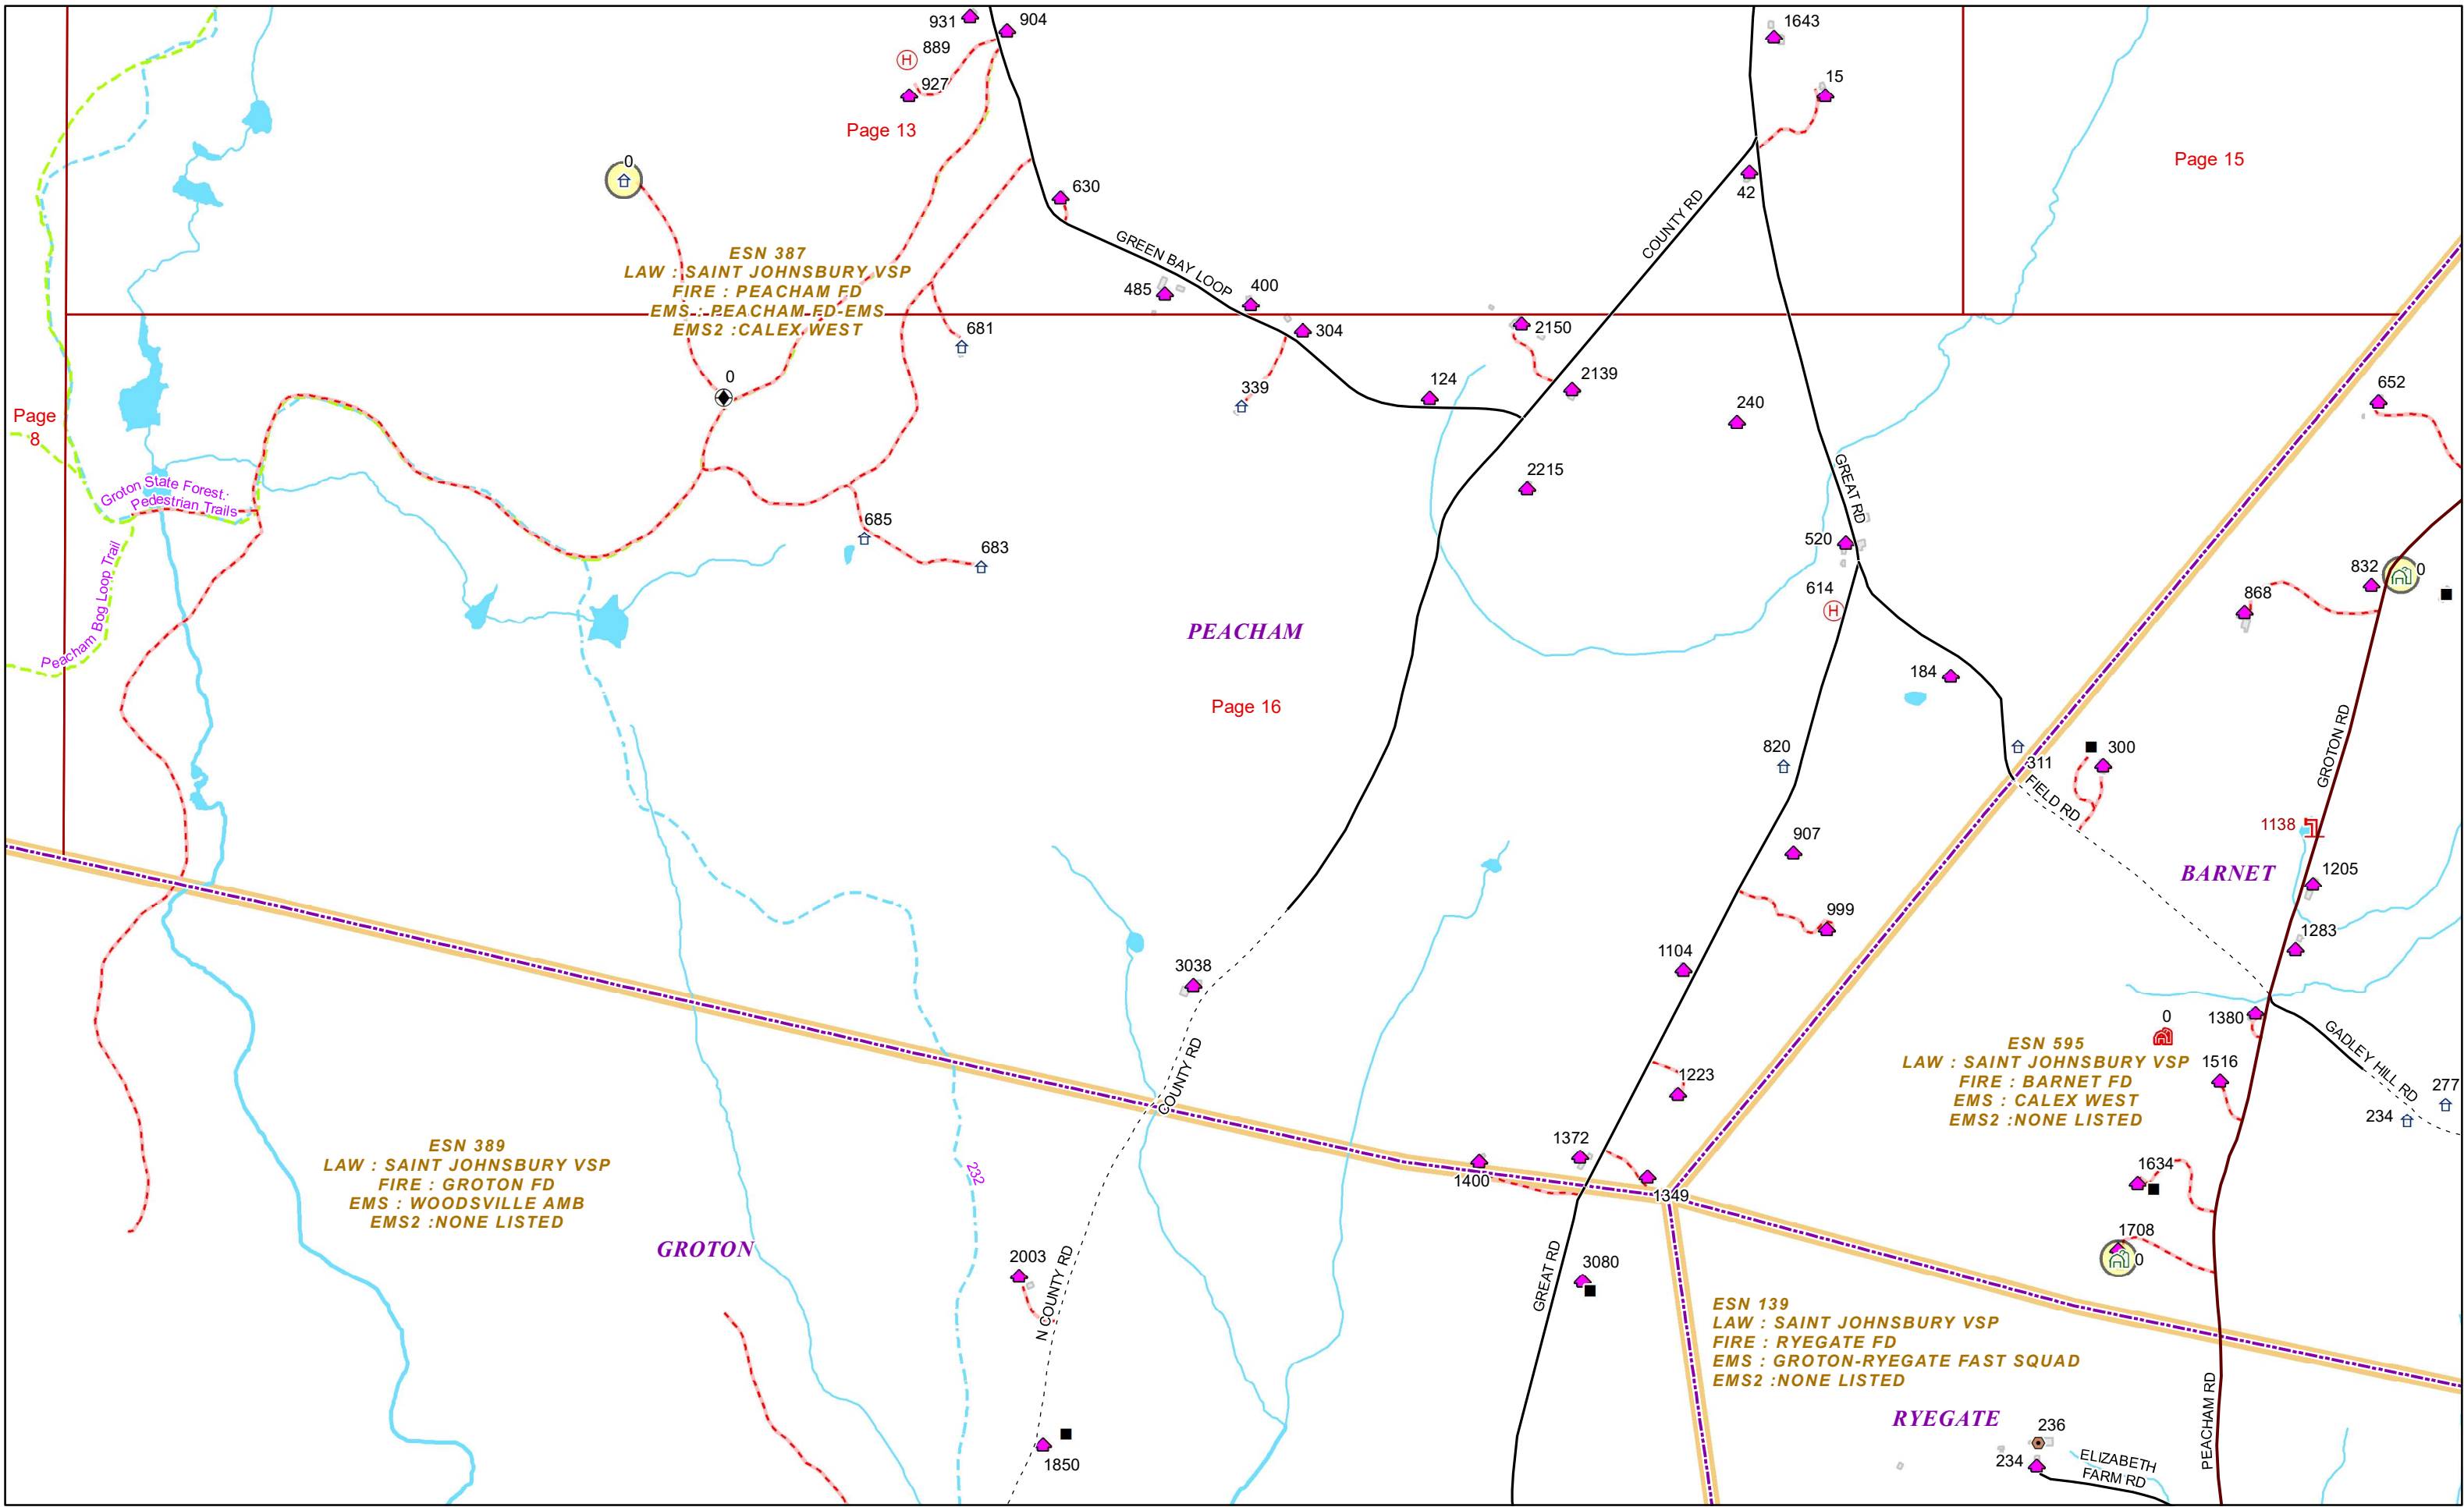 931
904
1643
H
889
927
15
Page 13
Page 15
0
42
630
COUNTY RD
GREEN BAY LOOP
ESN 387
LAW : SAINT JOHNSBURY VSP
FIRE : PEACHAM FD
EMS : PEACHAM FD-EMS
EMS2 :CALEX WEST
485
400
304
681
2150
0
339
124
2139
240
652
Page
8
2215
GREAT RD
Groton State Forest:
Pedestrian Trails
685
683
520
614
H
832
0
868
Peacham Bog Loop Trail
PEACHAM
184
Page 16
820
311
300
FIELD RD
GROTON RD
1138
907
BARNET
1205
999
1283
1104
3038
0
1380
GADLEY HILL RD
ESN 595
LAW : SAINT JOHNSBURY VSP
FIRE : BARNET FD
EMS : CALEX WEST
EMS2 :NONE LISTED
1516
277
234
COUNTY RD
1223
1372
1400
1349
1634
ESN 389
LAW : SAINT JOHNSBURY VSP
FIRE : GROTON FD
EMS : WOODSVILLE AMB
EMS2 :NONE LISTED
232
GROTON
2003
N COUNTY RD
GREAT RD
3080
1708
0
ESN 139
LAW : SAINT JOHNSBURY VSP
FIRE : RYEGATE FD
EMS : GROTON-RYEGATE FAST SQUAD
EMS2 :NONE LISTED
PEACHAM RD
RYEGATE
236
234
ELIZABETH
FARM RD
1850